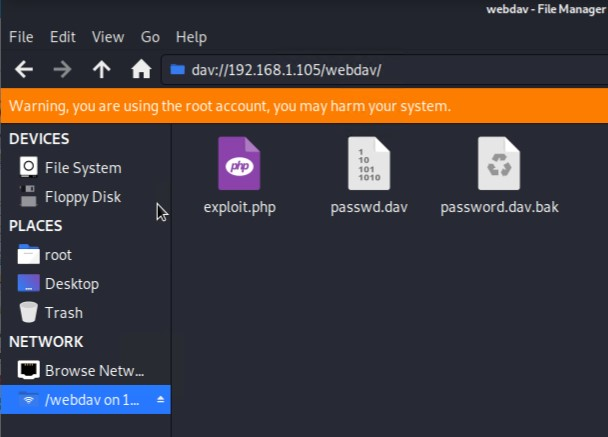 webdav - File Manager
File Edit View Go Help
dav://192.168.1.105/webdav/
Warning, you are using the root account, you may harm your system.
DEVICES
File System
Floppy Disk
PLACES
root
Desktop
Trash
NETWORK
Browse Netw...
/webdav on 1...
php
1
10
101
1010
exploit.php passwd.dav password.dav.bak